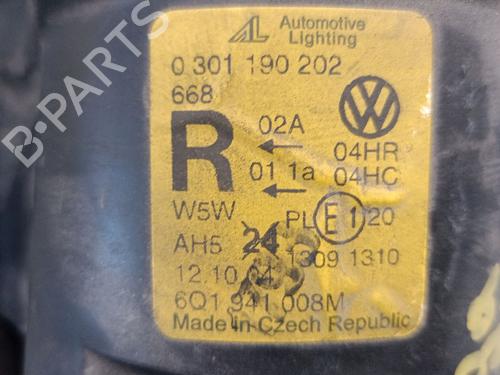 AL Automotive
Lighting
0 301 190 202
668
R
02A
04HR
01 1a
04HC
W5W
PL E1 20
AH5 24
1309 1310
12.10.04
6Q1 941 008M
Made in Czech Republic
B-PARTS